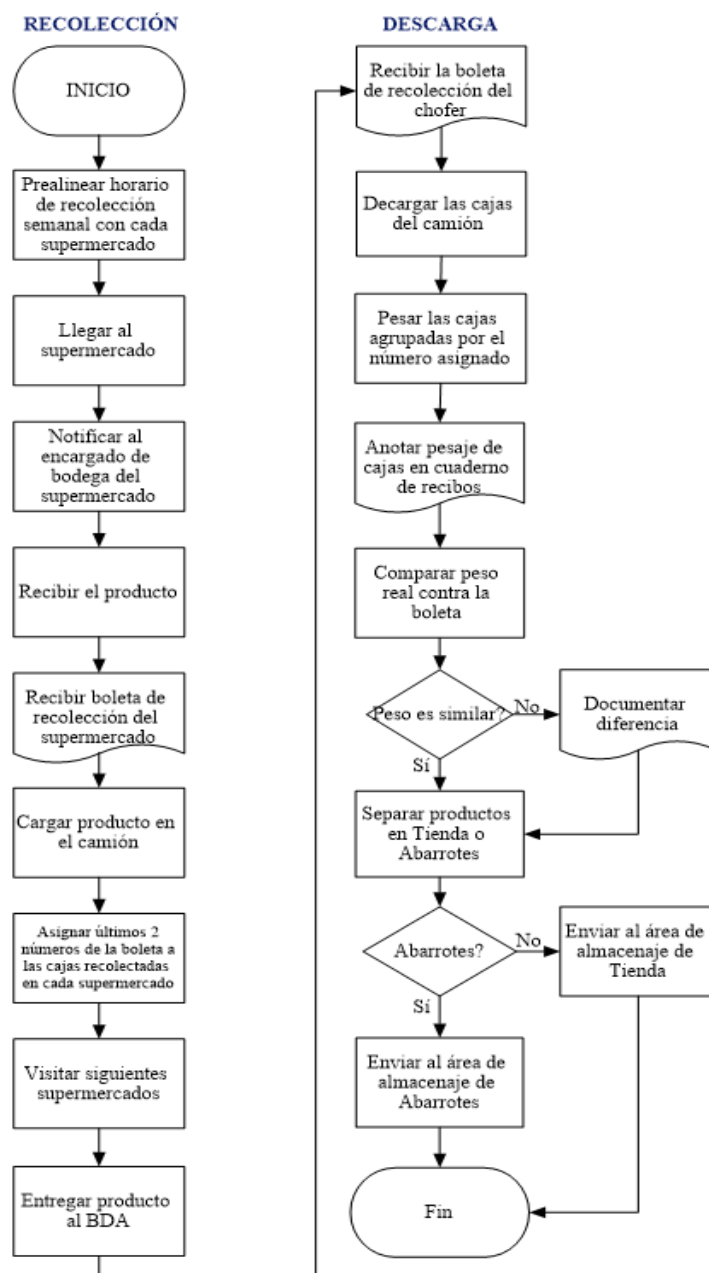 RECOLECCIÓN
INICIO
Prealinear horario
de recolección
semanal con cada
supermercado
Llegar al
supermercado
Notificar al
encargado de
bodega del
supermercado
Recibir el producto
Recibir boleta de
recolección del
supermercado
Cargar producto en
el camión
Asignar últimos 2
números de la boleta a
las cajas recolectadas
en cada supermercado
Visitar siguientes
supermercados
Entregar producto
al BDA
DESCARGA
Recibir la boleta
de recolección del
chofer
Decargar las cajas
del camión
Pesar las cajas
agrupadas por el
número asignado
Anotar pesaje de
cajas en cuaderno
de recibos
Comparar peso
real contra la
boleta
Peso es similar?
No
Documentar
diferencia
Sí
Separar productos
en Tienda o
Abarrotes
Abarrotes?
No
Enviar al área de
almacenaje de
Tienda
Sí
Enviar al área de
almacenaje de
Abarrotes
Fin